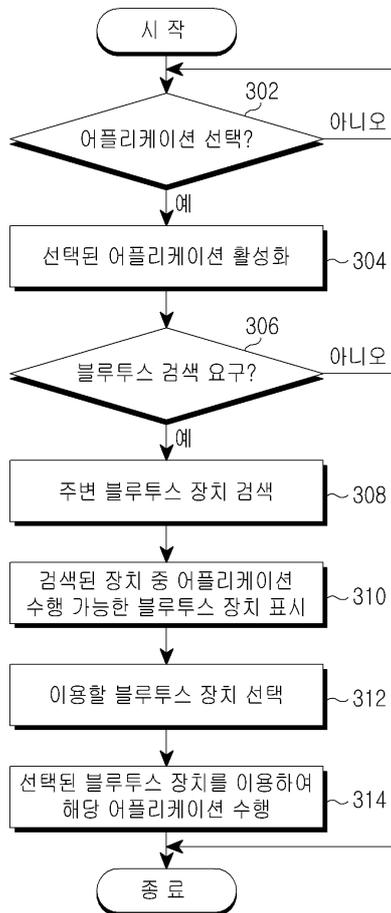 시 작
302
어플리케이션 선택?
아니오
예
선택된 어플리케이션 활성화
304
306
블루투스 검색 요구?
아니오
예
주변 블루투스 장치 검색
308
검색된 장치 중 어플리케이션
수행 가능한 블루투스 장치 표시
310
이용할 블루투스 장치 선택
312
선택된 블루투스 장치를 이용하여
해당 어플리케이션 수행
314
종 료